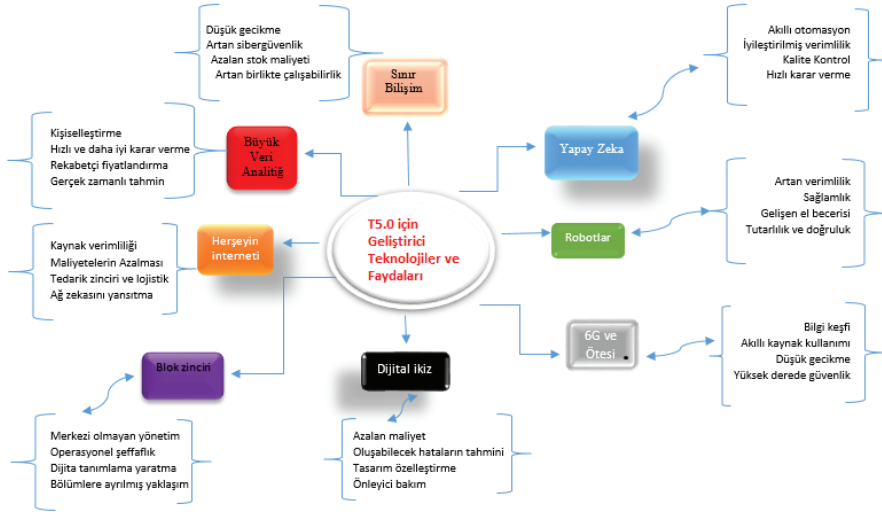 Düşük gecikme
Artan sibergüvenlik
Azalan stok maliyeti
Artan birlikte çalışabilirlik
Sınır
Bilişim
Akıllı otomasyon
İyileştirilmiş verimlilik
Kalite Kontrol
Hızlı karar verme
Kişiselleştirme
Hızlı ve daha iyi karar verme
Rekabetçi fiyatlandırma
Gerçek zamanlı tahmin
Büyük
Veri
Analitiğ
Yapay Zeka
T5.0 için
Geliştirici
Teknolojiler ve
Faydaları
Artan verimlilik
Sağlamlık
Gelişen el becerisi
Tutarlılık ve doğruluk
Robotlar
Kaynak verimliliği
Maliyetelerin Azalması
Tedarik zinciri ve lojistik
Ağ zekasını yansıtma
Herşeyin
interneti
6G ve
Ötesi
Bilgi keşfi
Akıllı kaynak kullanımı
Düşük gecikme
Yüksek derede güvenlik
Blok zinciri
Dijital ikiz
Merkezi olmayan yönetim
Operasyonel şeffaflık
Dijita tanımlama yaratma
Bölümlere ayrılmış yaklaşım
Azalan maliyet
Oluşabilecek hataların tahmini
Tasarım özelleştirme
Önleyici bakım